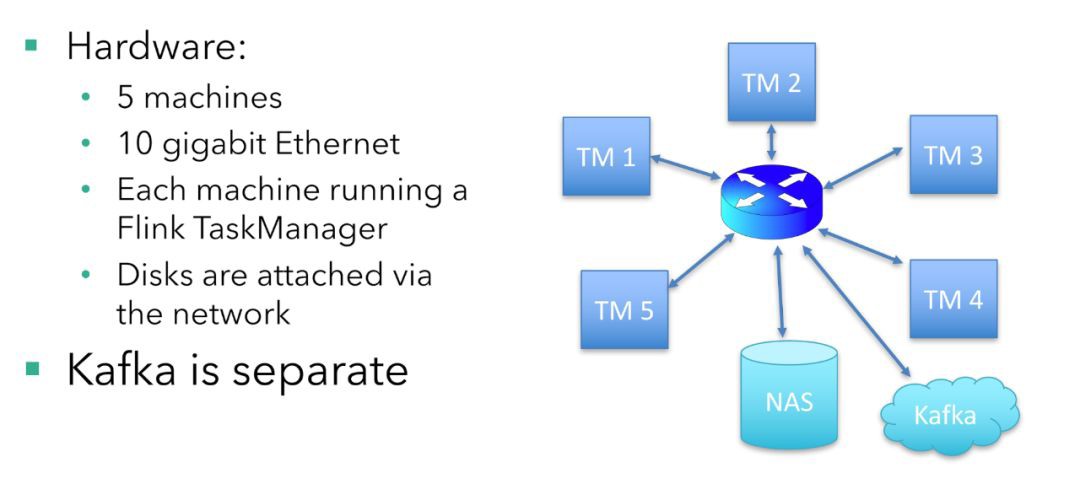 Hardware:
5 machines
10 gigabit Ethernet
Each machine running a
Flink TaskManager
Disks are attached via
the network
Kafka is separate
TM 2
TM 1
TM 3
TM 5
TM 4
NAS
Kafka